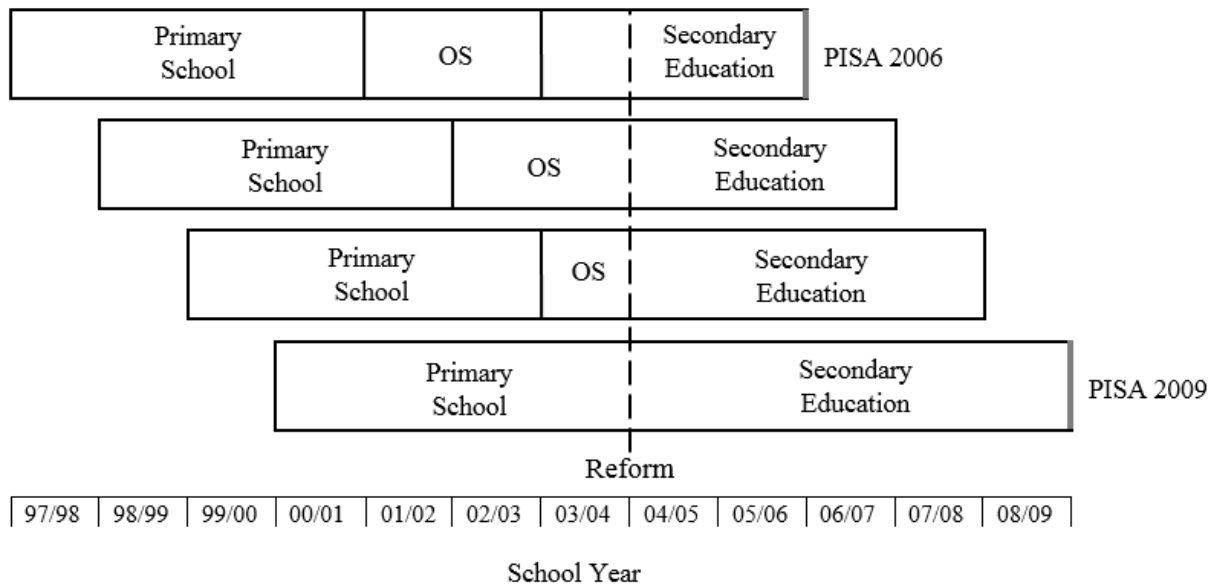 Primary
School
OS
Secondary
Education
PISA 2006
Primary
School
OS
Secondary
Education
Primary
School
OS
Secondary
Education
Primary
School
Secondary
Education
PISA 2009
Reform
97/98 98/99 99/00 00/01 01/02 02/03 03/04 04/05 05/06 06/07 07/08 08/09
School Year